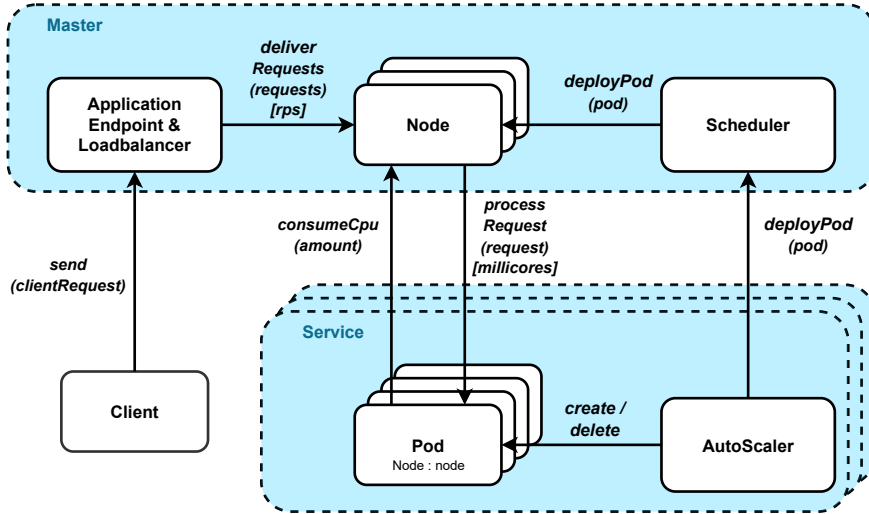 Master
deliver
Requests
(requests)
[rps]
Application
Endpoint &
Loadbalancer
Node
deployPod
(pod)
Scheduler
send
(clientRequest)
consumeCpu
(amount)
process
Request
(request)
[millicores]
deployPod
(pod)
Service
Client
Pod
Node : node
create /
delete
AutoScaler